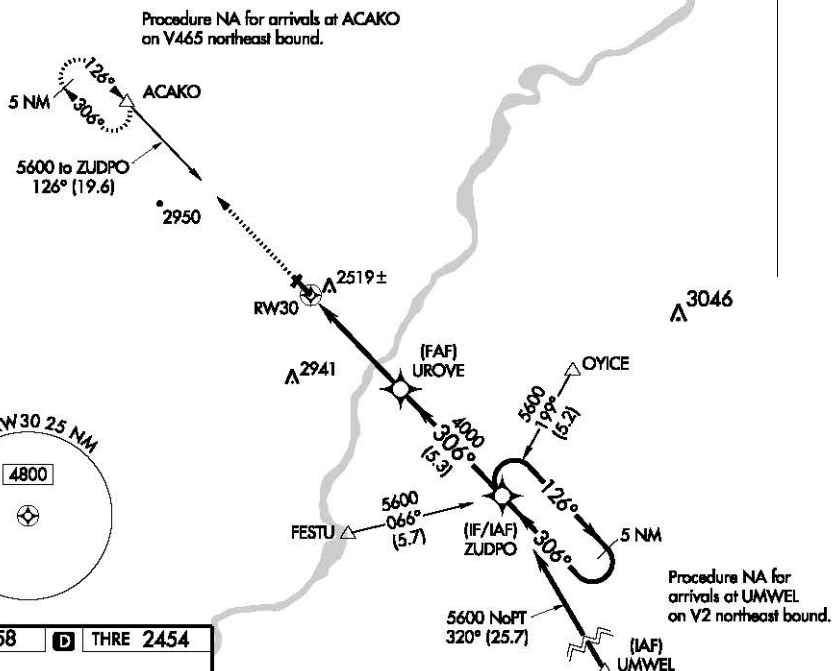 Procedure NA for arrivals at ACAKO
on V465 northeast bound.
126°
ACAKO
5 NM
306°
5600 to ZUDPO
126° (19.6)
2950
2519±
RW30
3046
(FAF)
UROVE
OYICE
2941
5600
199°
(5.2)
4000
306°
(5.3)
W30 25 NM
4800
126°
5600
066°
(5.7)
FESTU
(IF/IAF)
ZUDPO
306°
5 NM
Procedure NA for
arrivals at UMWEL
on V2 northeast bound.
5600 NoPT
320° (25.7)
(IAF)
UMWEL
58
D
THRE 2454